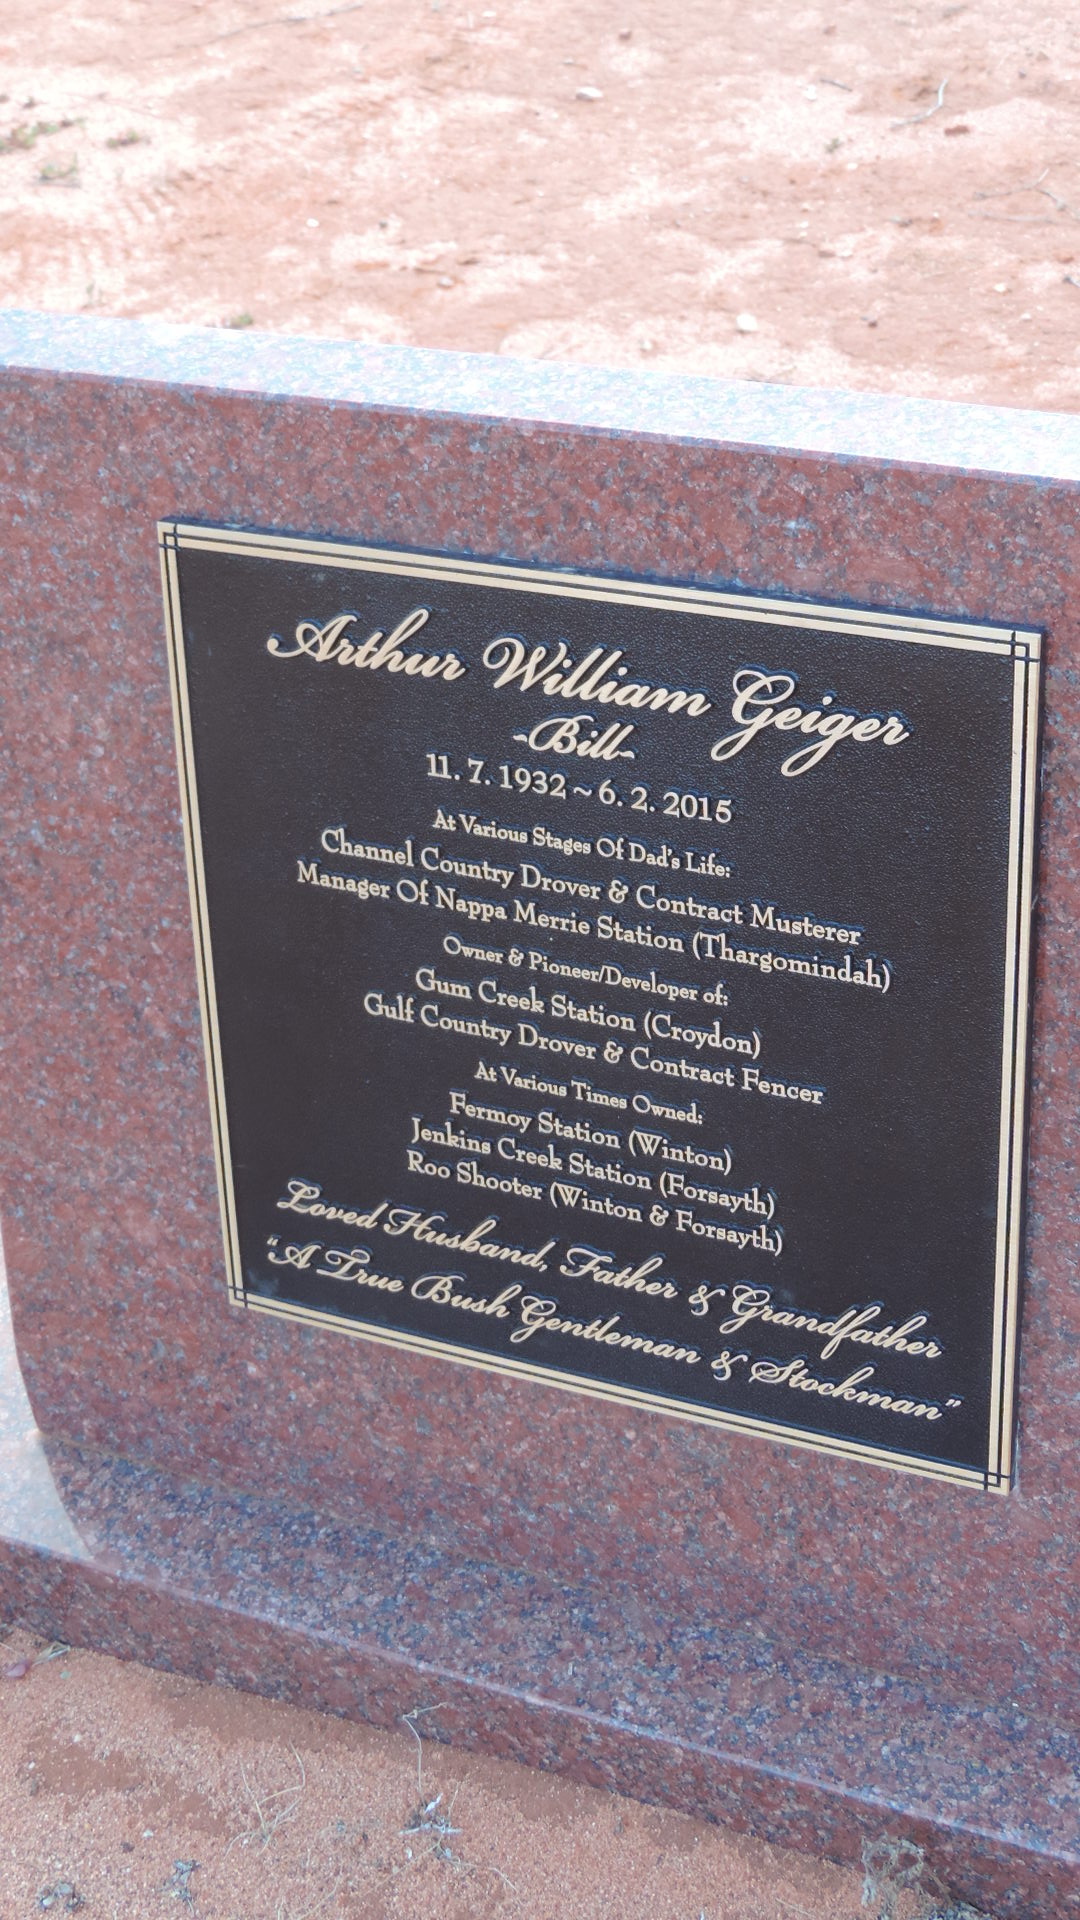 Arthur William Geiger
-Bill-
11. 7. 1932 ~ 6. 2. 2015
At Various Stages Of Dad's Life:
Channel Country Drover & Contract Musterer
Manager Of Nappa Merrie Station (Thargomindah)
Owner & Pioneer/Developer of:
Gum Creek Station (Croydon)
Gulf Country Drover & Contract Fencer
At Various Times Owned:
Fermoy Station (Winton)
Jenkins Creek Station (Forsayth)
Roo Shooter (Winton & Forsayth)
Loved Husband, Father & Grandfather
"A True Bush Gentleman & Stockman"